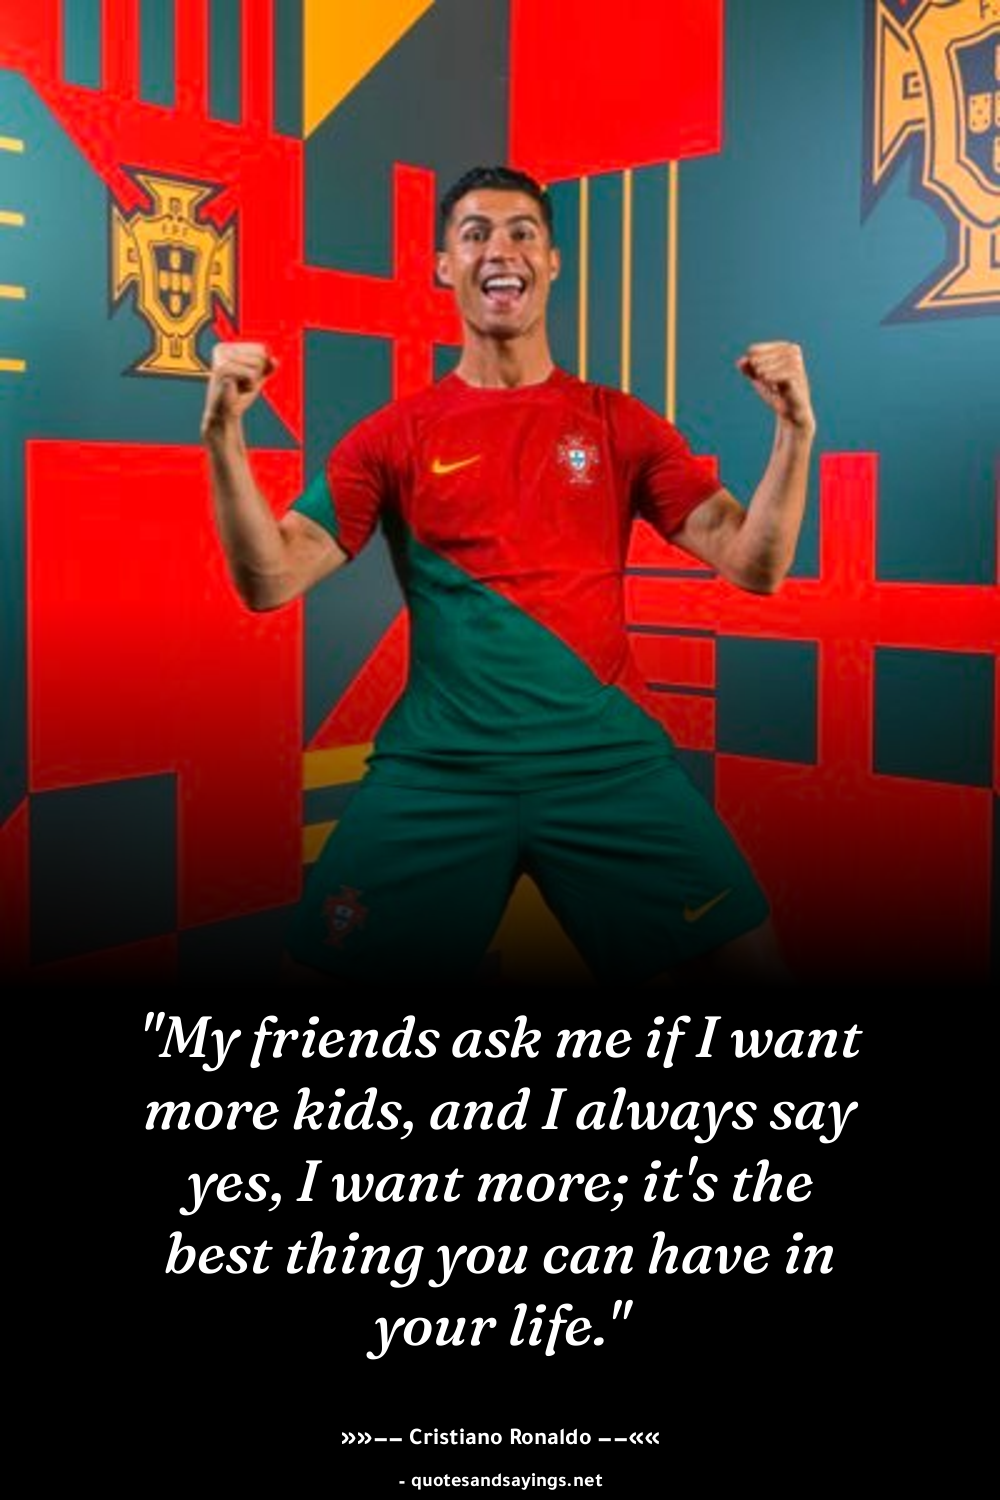 "My friends ask me if I want
more kids, and I always say
yes, I want more; it's the
best thing you can have in
your life."
»»–– Cristiano Ronaldo ––««
- quotesandsayings.net